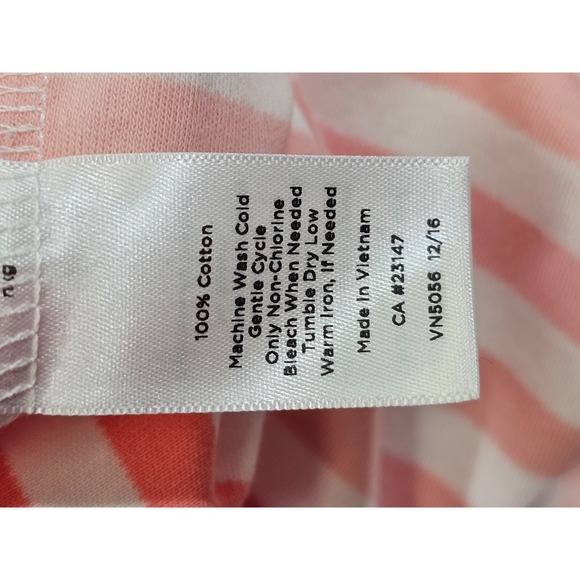 100% Cotton
Machine Wash Cold
Gentle Cycle
Only Non-Chlorine
Bleach When Needed
Tumble Dry Low
Warm Iron, If Needed
Made In Vietnam
CA #23147
VN5056 12/16